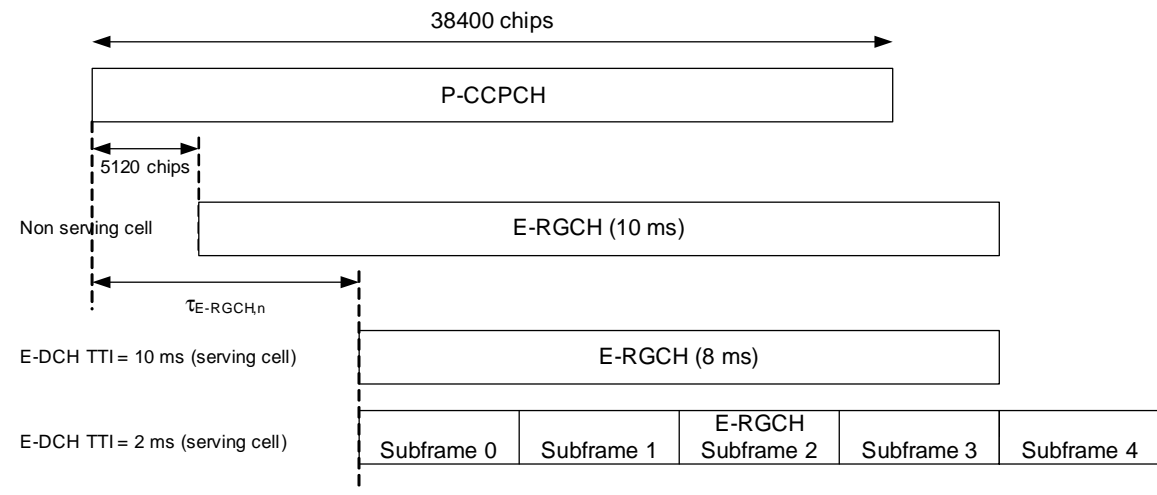 38400 chips
P-CCPCH
5120 chips
Non serving cell
E-RGCH (10 ms)
τE-RGCH,n
E-DCH TTI = 10 ms (serving cell)
E-RGCH (8 ms)
E-DCH TTI = 2 ms (serving cell)
Subframe 0
Subframe 1
E-RGCH
Subframe 2
Subframe 3
Subframe 4